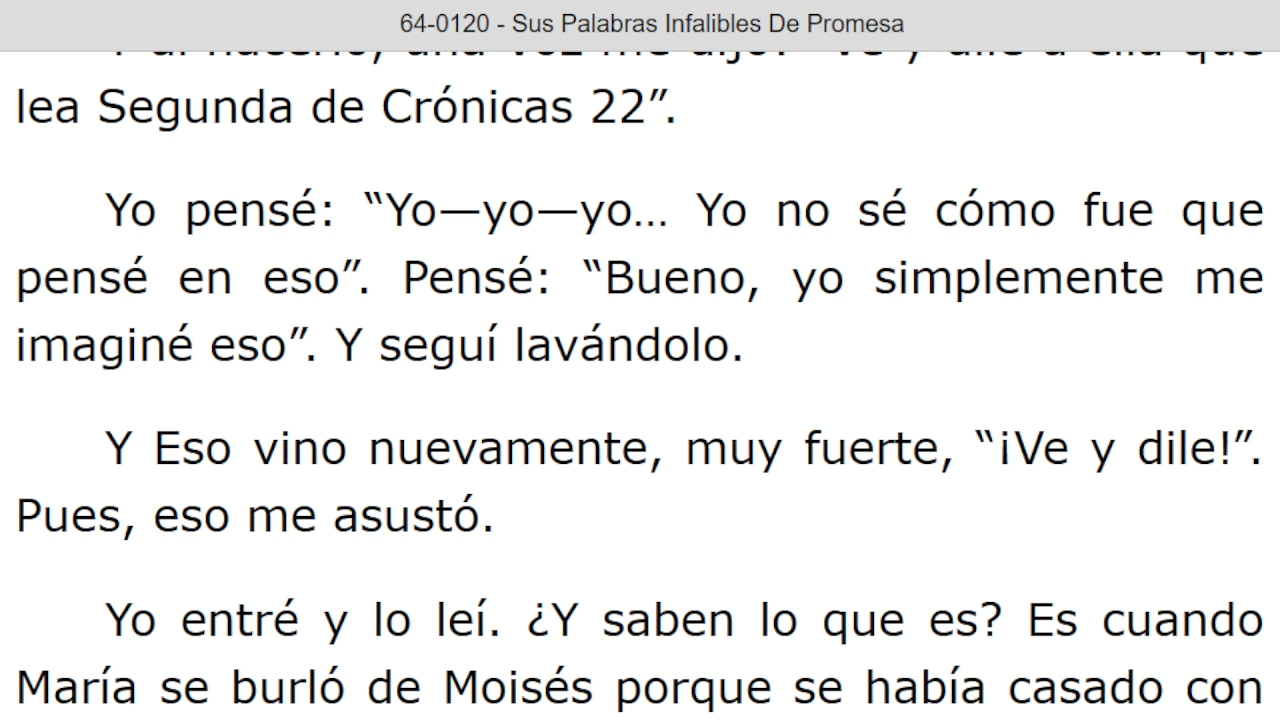 64-0120 - Sus Palabras Infalibles De Promesa
lea Segunda de Crónicas 22”.
Yo pensé: “Yo—yo—yo... Yo no sé cómo fue que
pensé en eso”. Pensé: “Bueno, yo simplemente me
imaginé eso”. Y seguí lavándolo.
Y Eso vino nuevamente, muy fuerte, “¡Ve y dile!”.
Pues, eso me asustó.
Yo entré y lo leí. ¿Y saben lo que es? Es cuando
María se burló de Moisés porque se había casado con